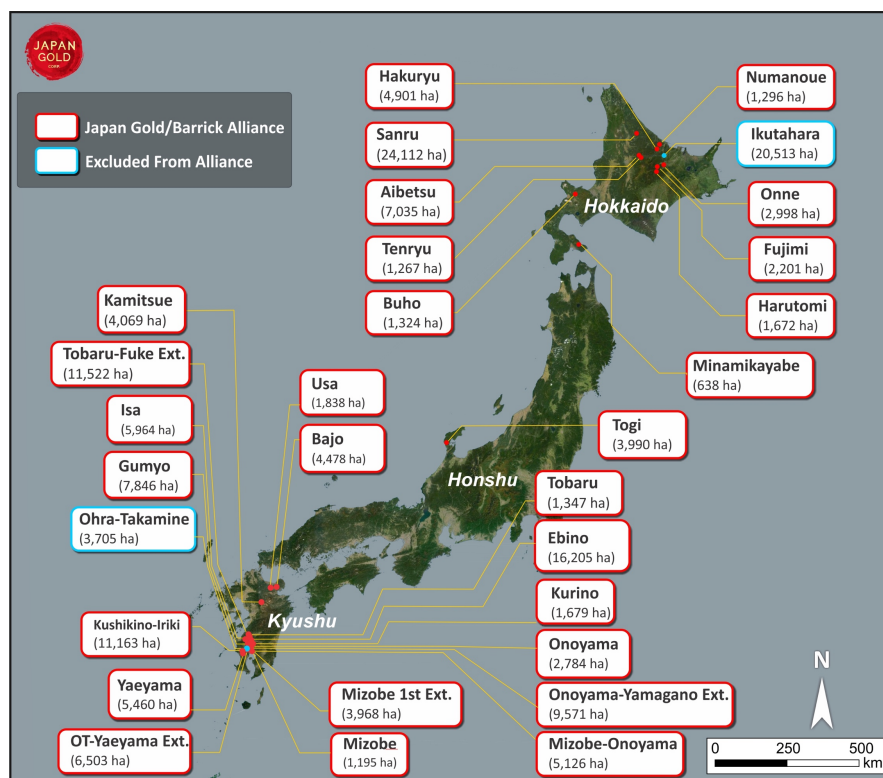 JAPAN
GOLD
CORP
Japan Gold/Barrick Alliance
Excluded From Alliance
Hakuryu
(4,901 ha)
Numanoue
(1,296 ha)
Sanru
(24,112 ha)
Ikutahara
(20,513 ha)
Aibetsu
(7,035 ha)
Onne
(2,998 ha)
Hokkaido
Tenryu
(1,267 ha)
Fujimi
(2,201 ha)
Buho
(1,324 ha)
Harutomi
(1,672 ha)
Kamitsue
(4,069 ha)
Tobaru-Fuke Ext.
(11,522 ha)
Minamikayabe
(638 ha)
Usa
(1,838 ha)
Isa
(5,964 ha)
Bajo
(4,478 ha)
Togi
(3,990 ha)
Gumyo
(7,846 ha)
Honshu
Tobaru
(1,347 ha)
Ohra-Takamine
(3,705 ha)
Ebino
(16,205 ha)
Kurino
(1,679 ha)
Kyushu
Kushikino-Iriki
(11,163 ha)
Onoyama
(2,784 ha)
Yaeyama
(5,460 ha)
Mizobe 1st Ext.
(3,968 ha)
Onoyama-Yamagano Ext.
(9,571 ha)
OT-Yaeyama Ext.
(6,503 ha)
Mizobe
(1,195 ha)
Mizobe-Onoyama
(5,126 ha)
N
0 250 500
km